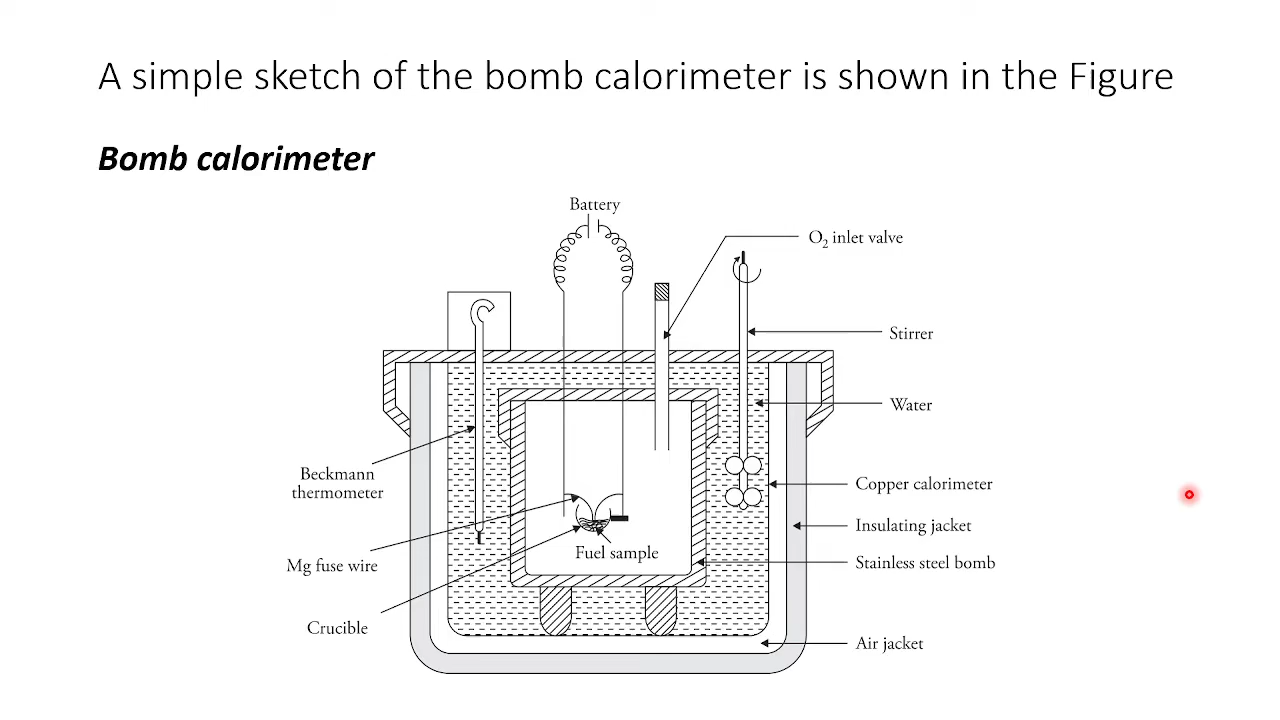 A simple sketch of the bomb calorimeter is shown in the Figure
Bomb calorimeter
Battery
O₂ inlet valve
Stirrer
Water
Beckmann
thermometer
Copper calorimeter
Insulating jacket
Fuel sample
Mg fuse wire
Stainless steel bomb
Crucible
Air jacket